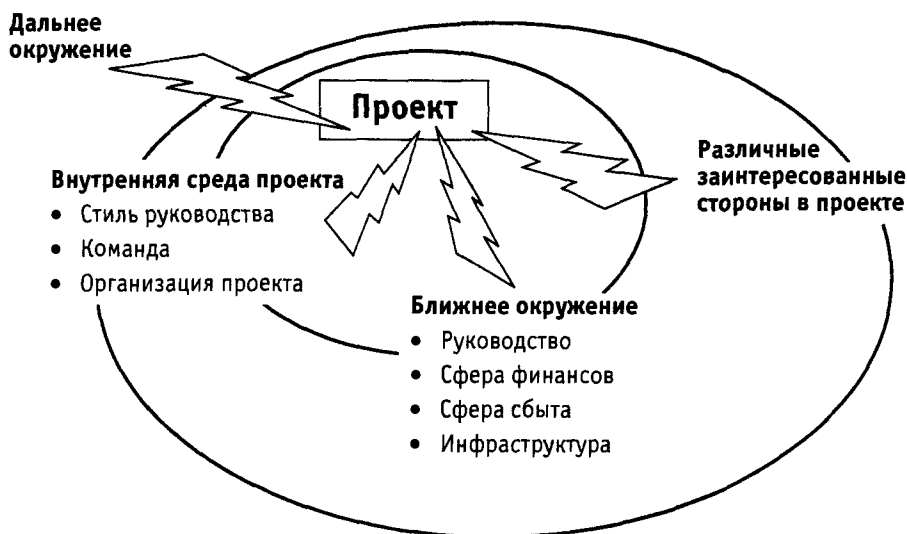 Дальнее
окружение
Проект
Различные
заинтересованные
стороны в проекте
Внутренняя среда проекта
• Стиль руководства
• Команда
• Организация проекта
Ближнее окружение
• Руководство
• Сфера финансов
• Сфера сбыта
• Инфраструктура